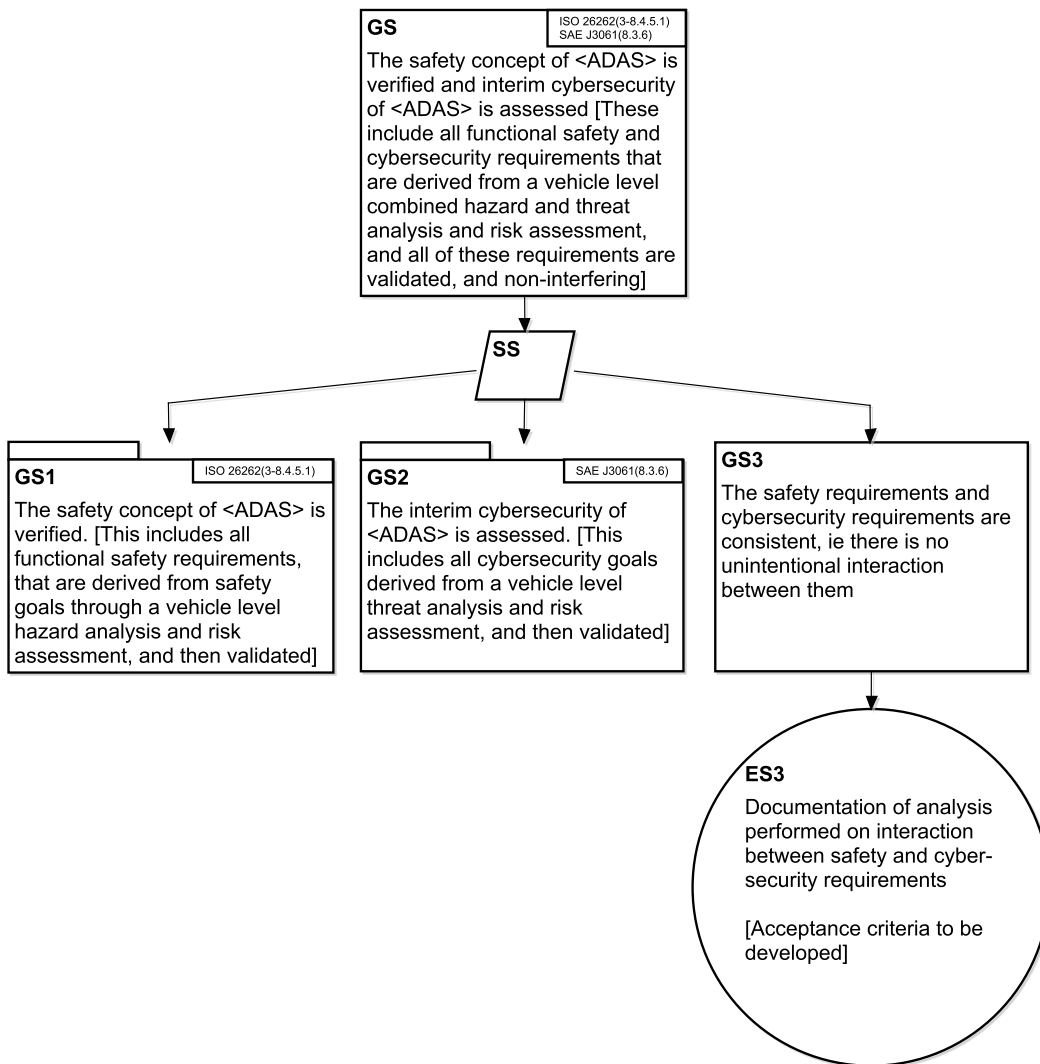 GS
ISO 26262(3-8.4.5.1)
SAE J3061(8.3.6)
The safety concept of <ADAS> is
verified and interim cybersecurity
of <ADAS> is assessed [These
include all functional safety and
cybersecurity requirements that
are derived from a vehicle level
combined hazard and threat
analysis and risk assessment,
and all of these requirements are
validated, and non-interfering]
SS
GS1
ISO 26262(3-8.4.5.1)
The safety concept of <ADAS> is
verified. [This includes all
functional safety requirements,
that are derived from safety
goals through a vehicle level
hazard analysis and risk
assessment, and then validated]
GS2
SAE J3061(8.3.6)
The interim cybersecurity of
<ADAS> is assessed. [This
includes all cybersecurity goals
derived from a vehicle level
threat analysis and risk
assessment, and then validated]
GS3
The safety requirements and
cybersecurity requirements are
consistent, ie there is no
unintentional interaction
between them
ES3
Documentation of analysis
performed on interaction
between safety and cyber-
security requirements
[Acceptance criteria to be
developed]